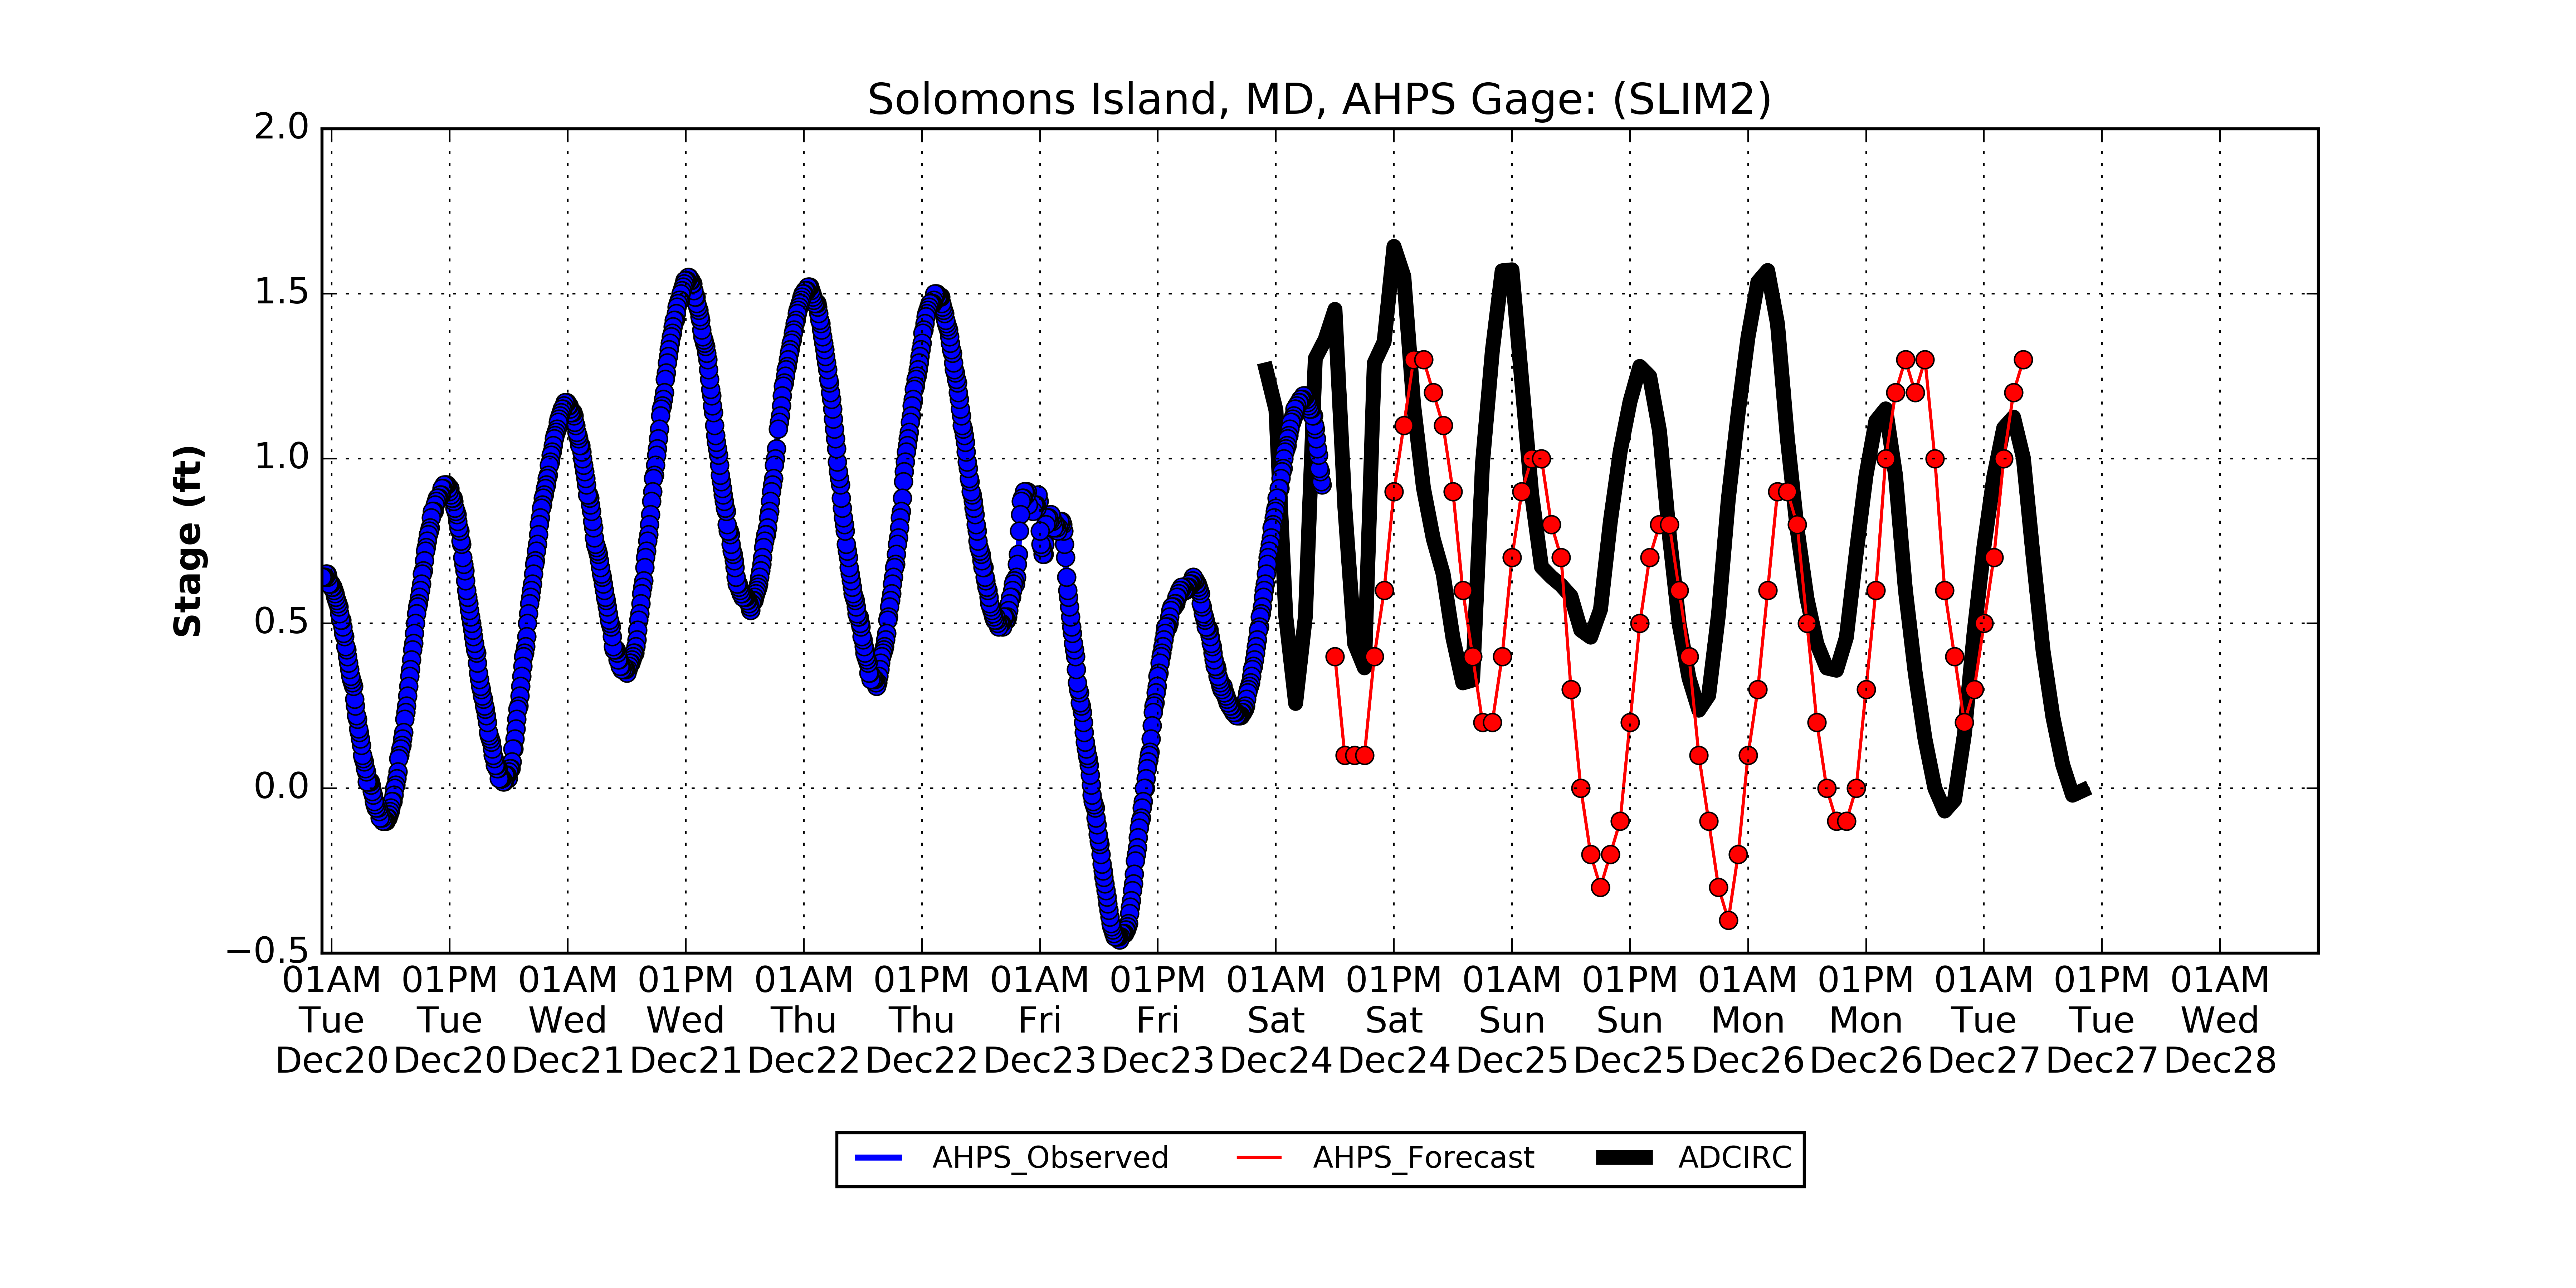 Solomons Island, MD, AHPS Gage: (SLIM2)
2.0
1.5
1.0
0.5
0.0
−0.5
Stage (ft)
01AM 01PM 01AM 01PM 01AM 01PM 01AM 01PM 01AM 01PM 01AM 01PM 01AM 01PM 01AM 01PM 01AM
Tue Tue Wed Wed Thu Thu Fri Fri Sat Sat Sun Sun Mon Mon Tue Tue Wed
Dec20 Dec20 Dec21 Dec21 Dec22 Dec22 Dec23 Dec23 Dec24 Dec24 Dec25 Dec25 Dec26 Dec26 Dec27 Dec27 Dec28
AHPS_Observed AHPS_Forecast ADCIRC